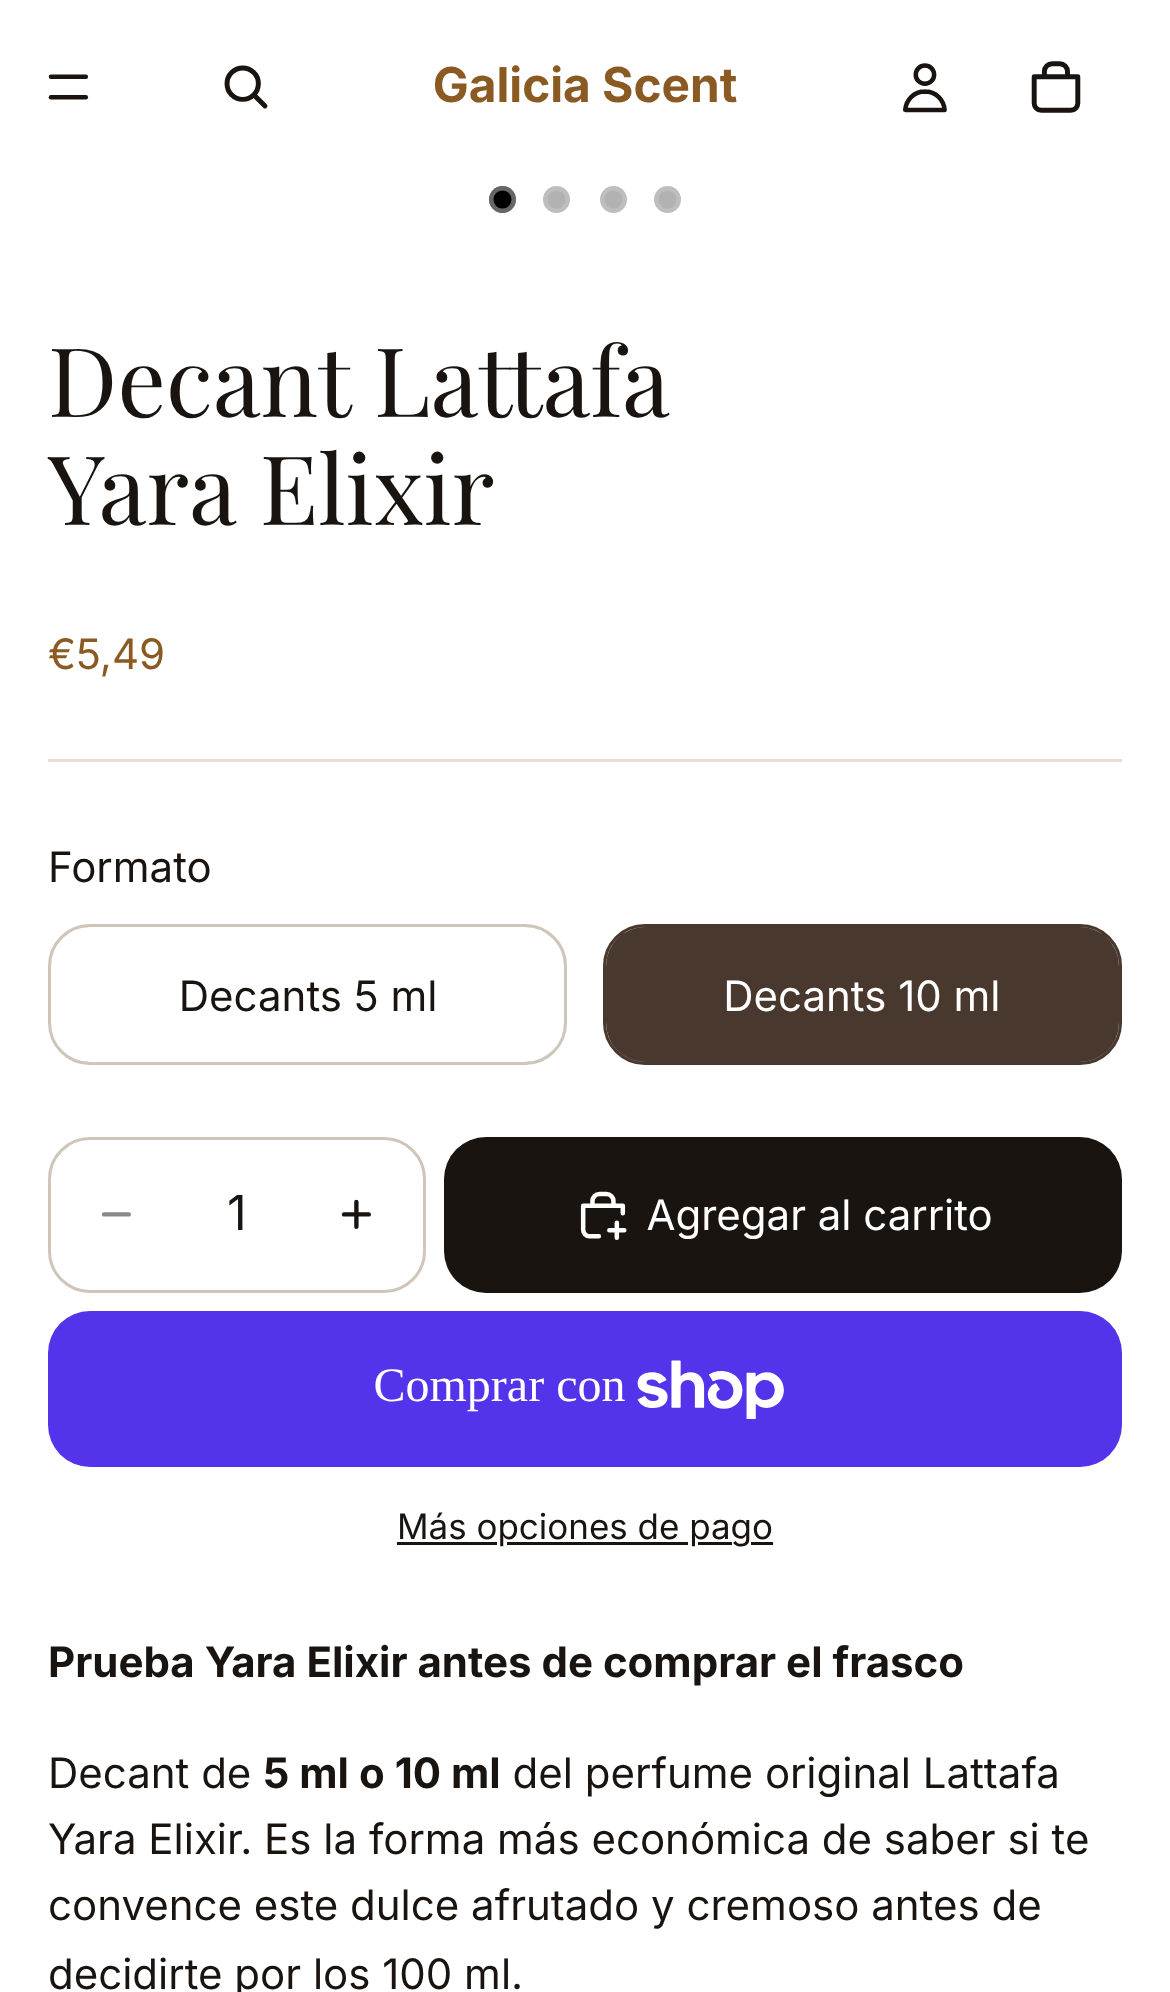 Galicia Scent
Decant Lattafa
Yara Elixir
€5,49
Formato
Decants 5 ml
Decants 10 ml
1
Agregar al carrito
Comprar con shop
Más opciones de pago
Prueba Yara Elixir antes de comprar el frasco
Decant de 5 ml o 10 ml del perfume original Lattafa
Yara Elixir. Es la forma más económica de saber si te
convence este dulce afrutado y cremoso antes de
decidirte por los 100 ml.